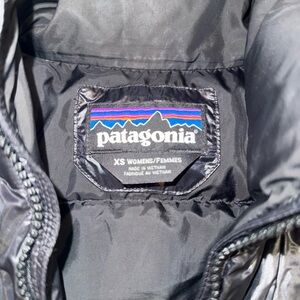 patagonia®
XS WOMENS/FEMMES
MADE IN VIETNAM
FABRIQUÉ AU VIETNAM